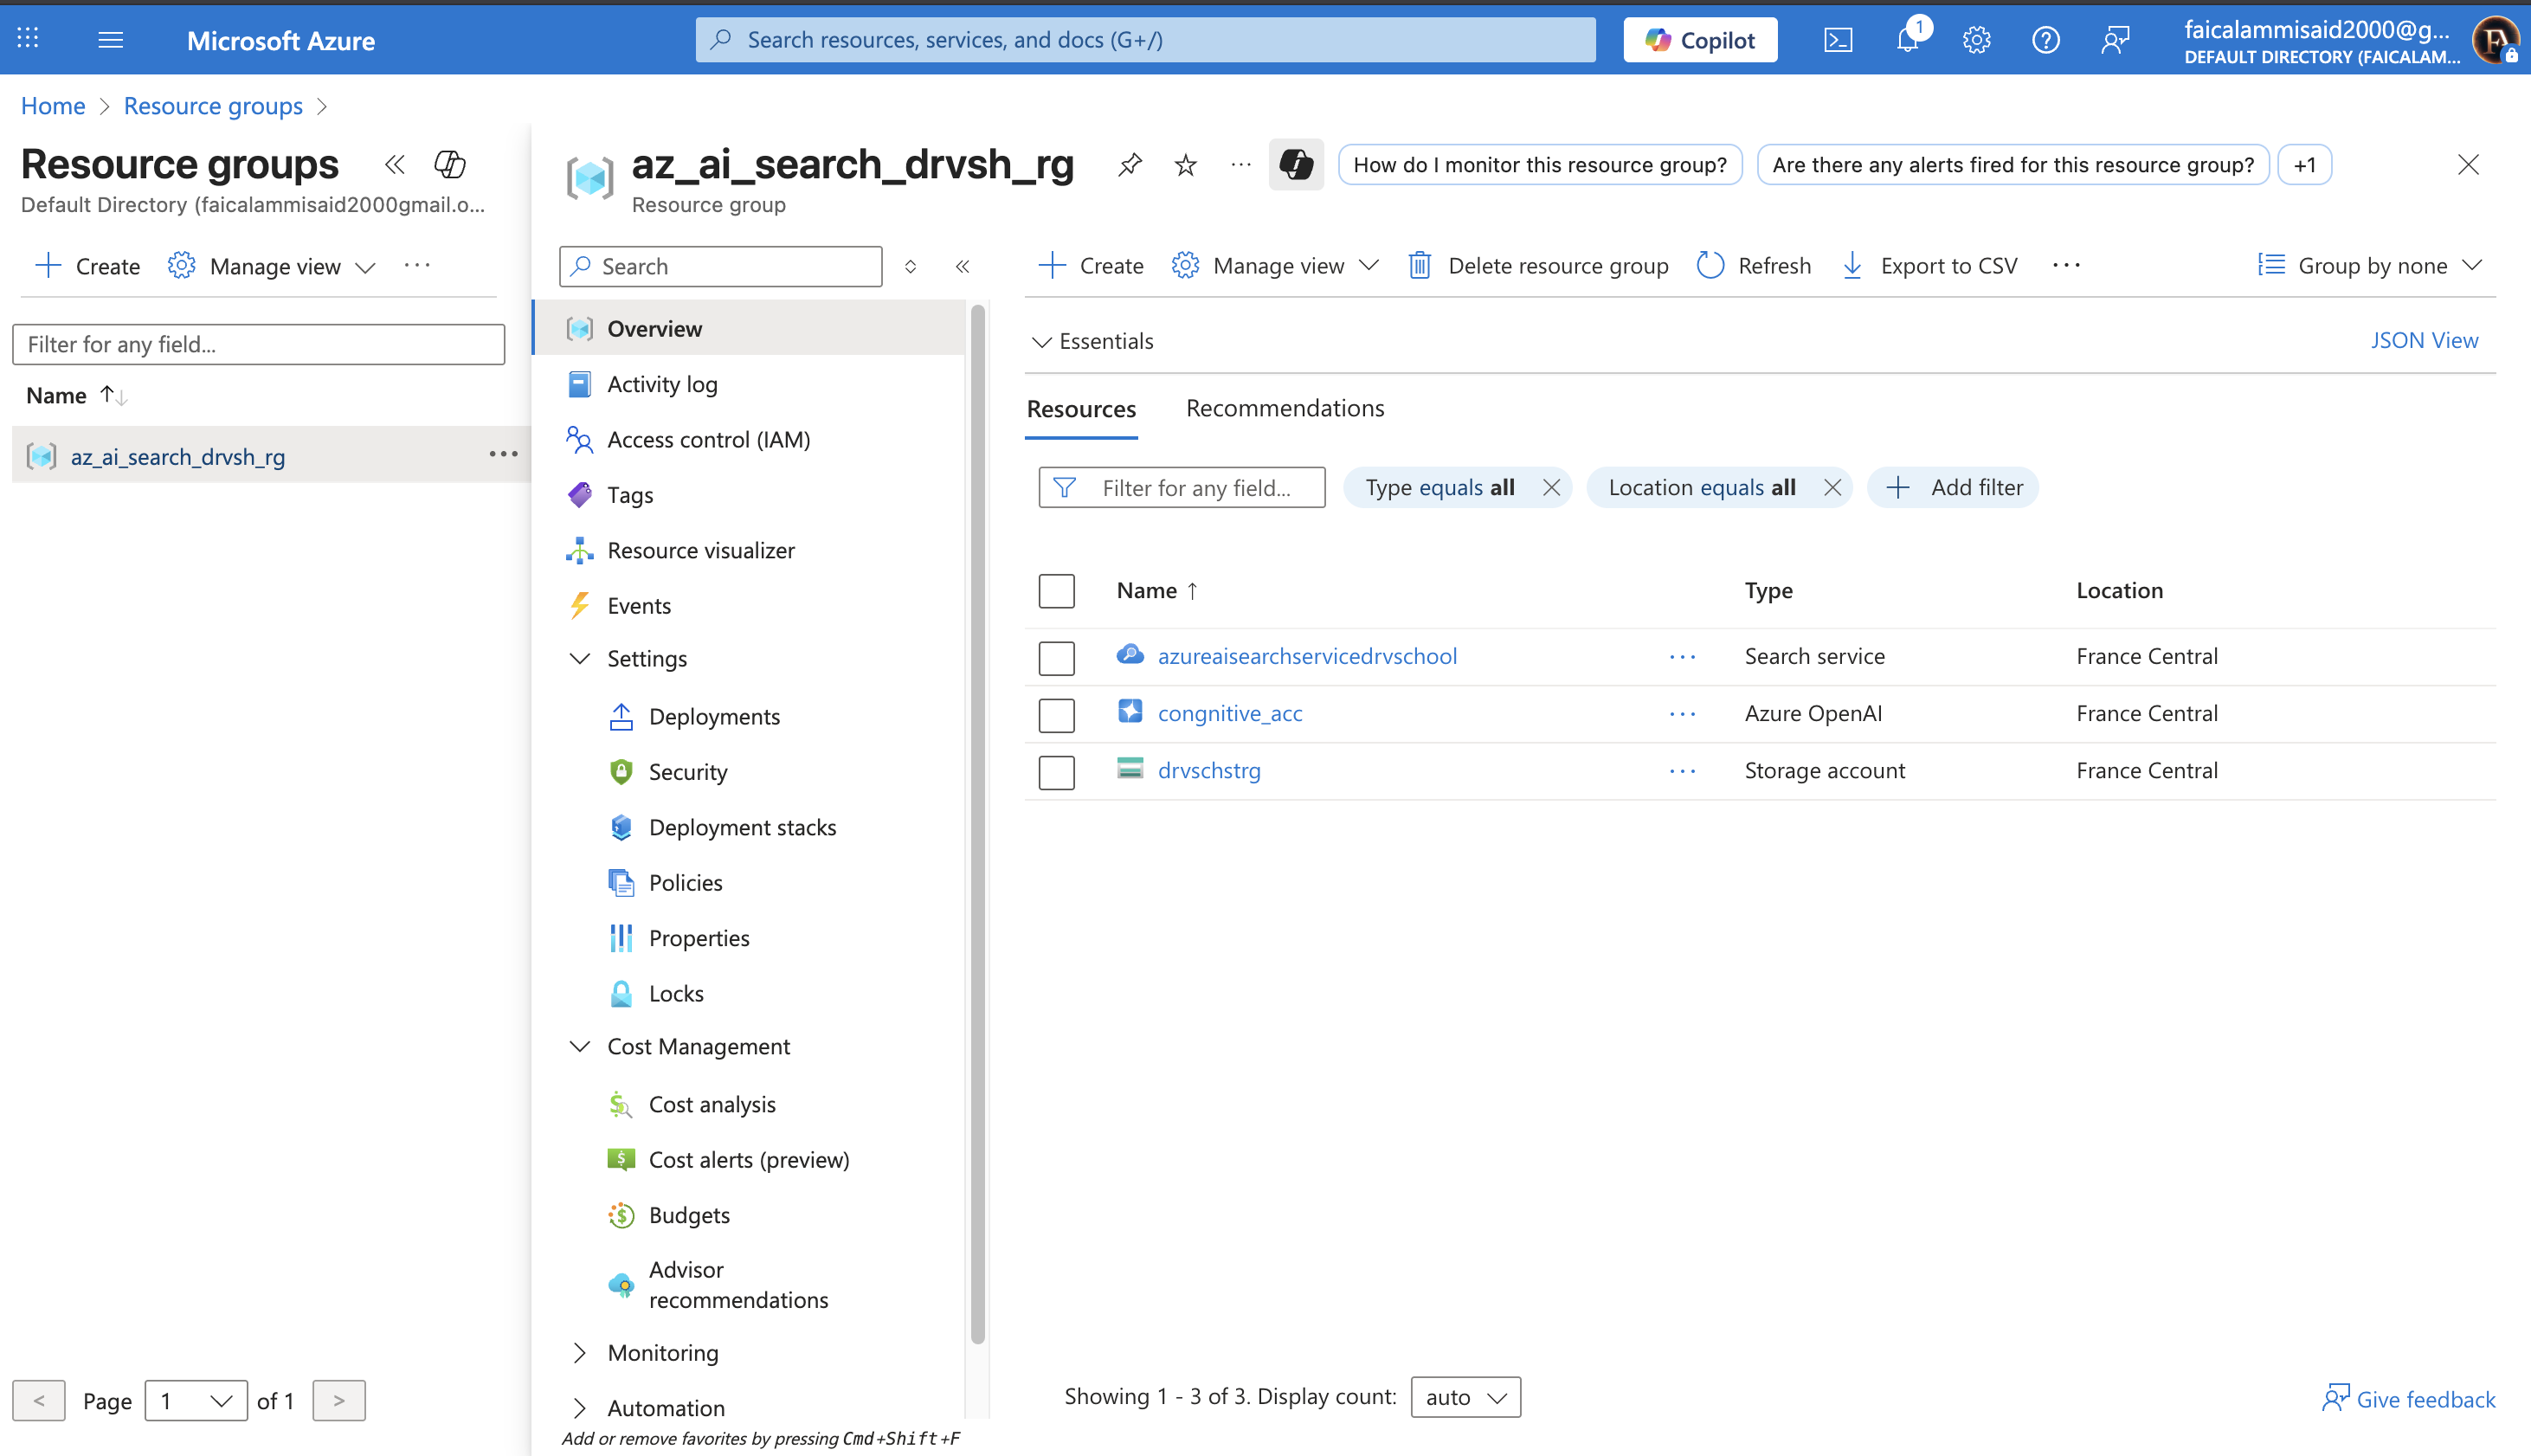 Microsoft Azure
Search resources, services, and docs (G+/)
Copilot
1
faicalammisaid2000@g...
DEFAULT DIRECTORY (FAICALAM...
Home > Resource groups >
Resource groups
Default Directory (faicalammisaid2000gmail.o...
Create
Manage view
Filter for any field...
Name
az_ai_search_drvsh_rg
< Page 1 of 1 >
az_ai_search_drvsh_rg
Resource group
How do I monitor this resource group?
Are there any alerts fired for this resource group?
+1
Search
Overview
Activity log
Access control (IAM)
Tags
Resource visualizer
Events
Settings
Deployments
Security
Deployment stacks
Policies
Properties
Locks
Cost Management
Cost analysis
Cost alerts (preview)
Budgets
Advisor
recommendations
Monitoring
Automation
Add or remove favorites by pressing Cmd+Shift+F
Create
Manage view
Delete resource group
Refresh
Export to CSV
Group by none
Essentials
JSON View
Resources
Recommendations
Filter for any field...
Type equals all
Location equals all
Add filter
Name ↑ Type Location
azureaisearchservicedrvschool Search service France Central
congnitive_acc Azure OpenAI France Central
drvschstrg Storage account France Central
Showing 1 - 3 of 3. Display count: auto
Give feedback